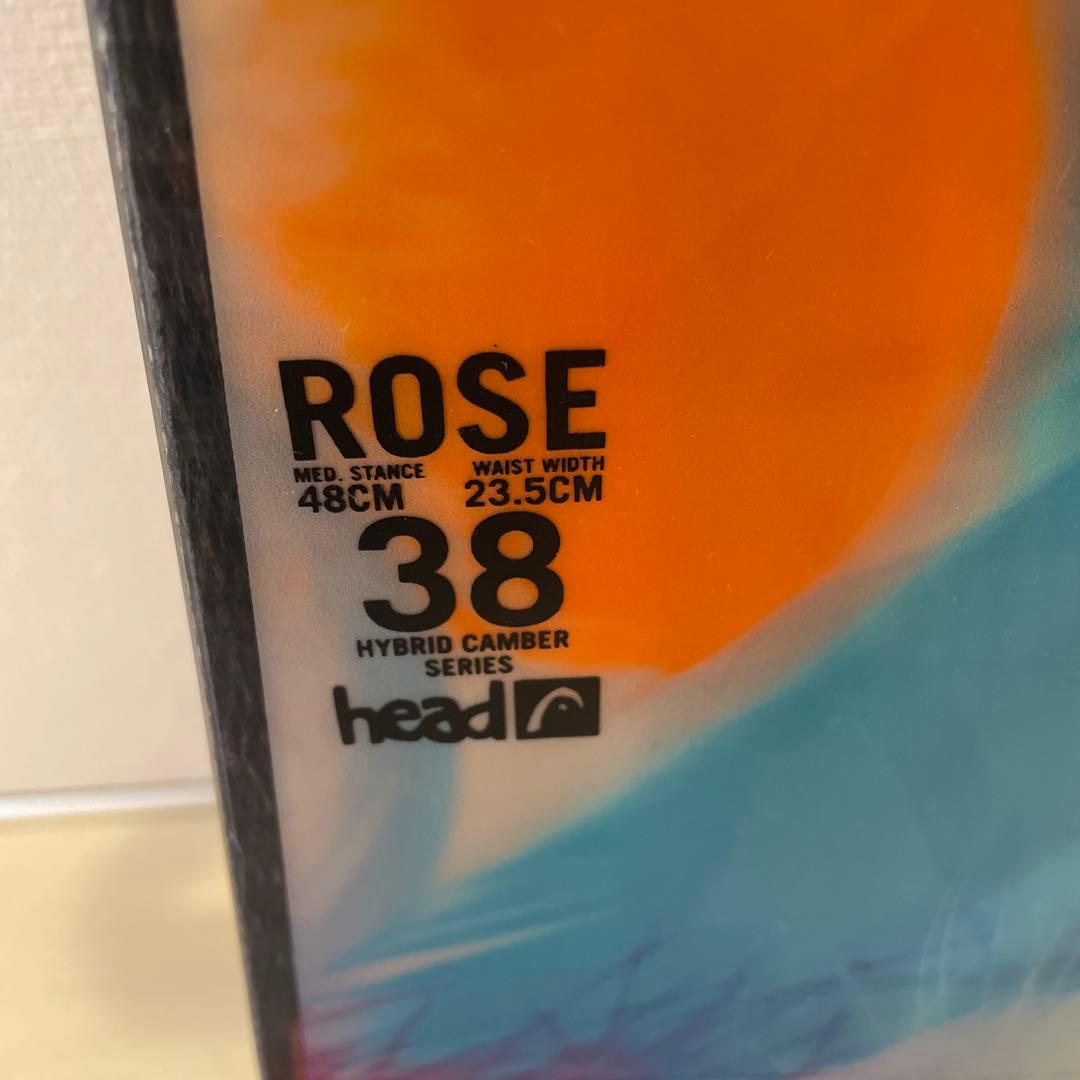 ROSE
MED. STANCE WAIST WIDTH
48CM 23.5CM
38
HYBRID CAMBER
SERIES
head